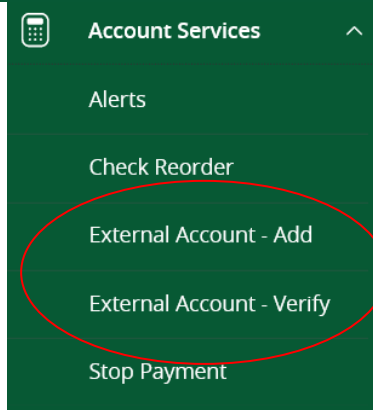 Account Services
Alerts
Check Reorder
External Account - Add
External Account - Verify
Stop Payment